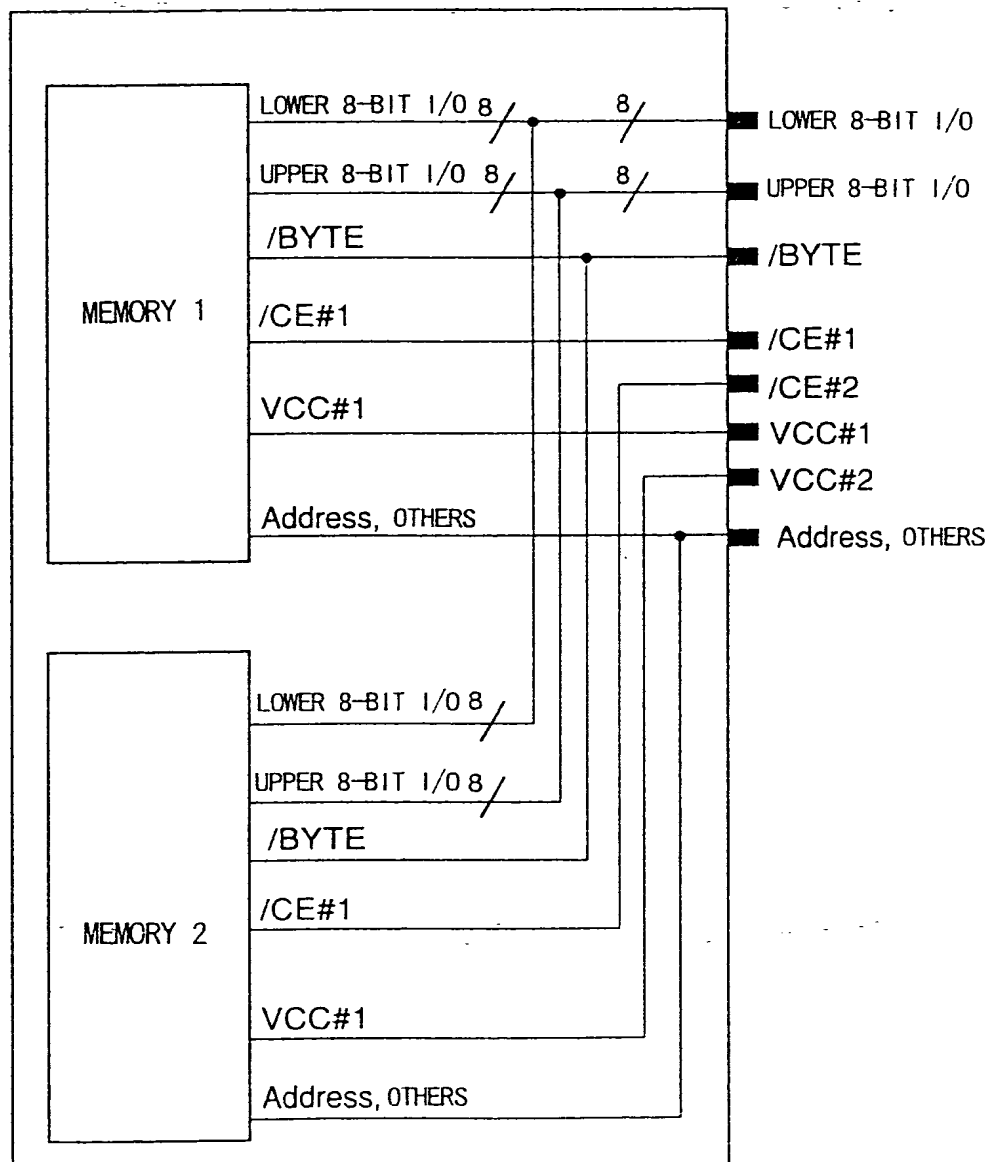 LOWER 8-BIT I/O 8
8
LOWER 8-BIT I/O
UPPER 8-BIT I/O 8
8
UPPER 8-BIT I/O
/BYTE
/BYTE
MEMORY 1
/CE#1
/CE#1
/CE#2
VCC#1
VCC#1
VCC#2
Address, OTHERS
Address, OTHERS
LOWER 8-BIT I/O 8
UPPER 8-BIT I/O 8
/BYTE
MEMORY 2
/CE#1
VCC#1
Address, OTHERS